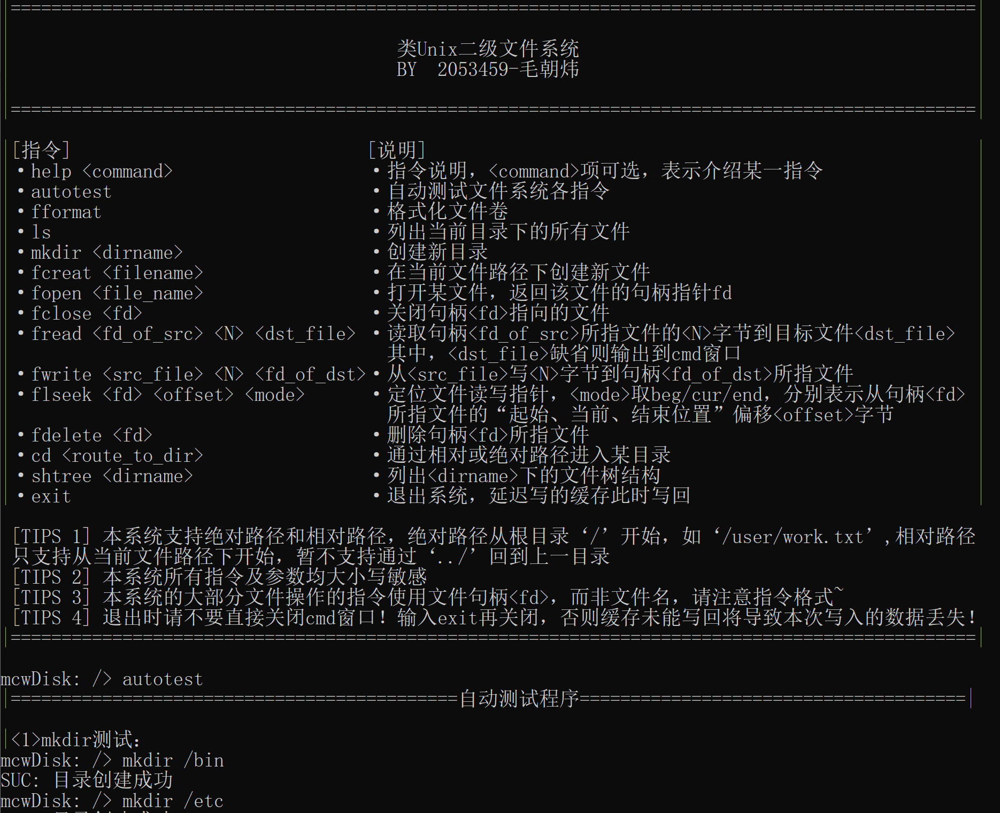 |===============================================================================================|
类Unix二级文件系统
BY  2053459-毛朝炜
|===============================================================================================|
[指令] [说明]
·help <command> ·指令说明，<command>项可选，表示介绍某一指令
·autotest ·自动测试文件系统各指令
·fformat ·格式化文件卷
·ls ·列出当前目录下的所有文件
·mkdir <dirname> ·创建新目录
·fcreat <filename> ·在当前文件路径下创建新文件
·fopen <file_name> ·打开某文件，返回该文件的句柄指针fd
·fclose <fd> ·关闭句柄<fd>指向的文件
·fread <fd_of_src> <N> <dst_file> ·读取句柄<fd_of_src>所指文件的<N>字节到目标文件<dst_file>
其中，<dst_file>缺省则输出到cmd窗口
·fwrite <src_file> <N> <fd_of_dst> ·从<src_file>写<N>字节到句柄<fd_of_dst>所指文件
·flseek <fd> <offset> <mode> ·定位文件读写指针，<mode>取beg/cur/end，分别表示从句柄<fd>
所指文件的“起始、当前、结束位置”偏移<offset>字节
·fdelete <fd> ·删除句柄<fd>所指文件
·cd <route_to_dir> ·通过相对或绝对路径进入某目录
·shtree <dirname> ·列出<dirname>下的文件树结构
·exit ·退出系统，延迟写的缓存此时写回
[TIPS 1] 本系统支持绝对路径和相对路径，绝对路径从根目录‘/’开始，如‘/user/work.txt’,相对路径
只支持从当前文件路径下开始，暂不支持通过‘../’回到上一目录
[TIPS 2] 本系统所有指令及参数均大小写敏感
[TIPS 3] 本系统的大部分文件操作的指令使用文件句柄<fd>，而非文件名，请注意指令格式~
[TIPS 4] 退出时请不要直接关闭cmd窗口！输入exit再关闭，否则缓存未能写回将导致本次写入的数据丢失！
|===============================================================================================|
mcwDisk: /> autotest
|============================================自动测试程序======================================|
|<1>mkdir测试：
mcwDisk: /> mkdir /bin
SUC: 目录创建成功
mcwDisk: /> mkdir /etc